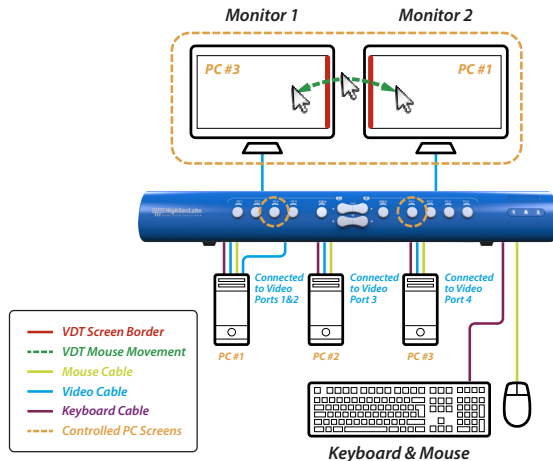 Monitor 1
Monitor 2
PC #3
PC #1
HighSecLabs
Connected
to Video
Ports 1&2
Connected
to Video
Port 3
Connected
to Video
Port 4
PC #1
PC #2
PC #3
VDT Screen Border
VDT Mouse Movement
Mouse Cable
Video Cable
Keyboard Cable
Controlled PC Screens
Keyboard & Mouse